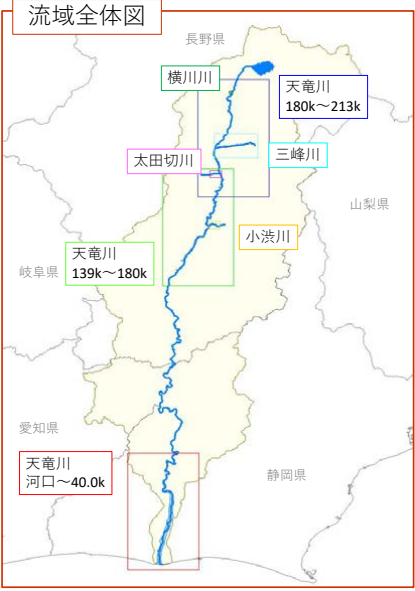 流域全体図
長野県
横川川
天竜川
180k～213k
太田切川
三峰川
山梨県
小渋川
天竜川
139k～180k
岐阜県
愛知県
天竜川
河口～40.0k
静岡県